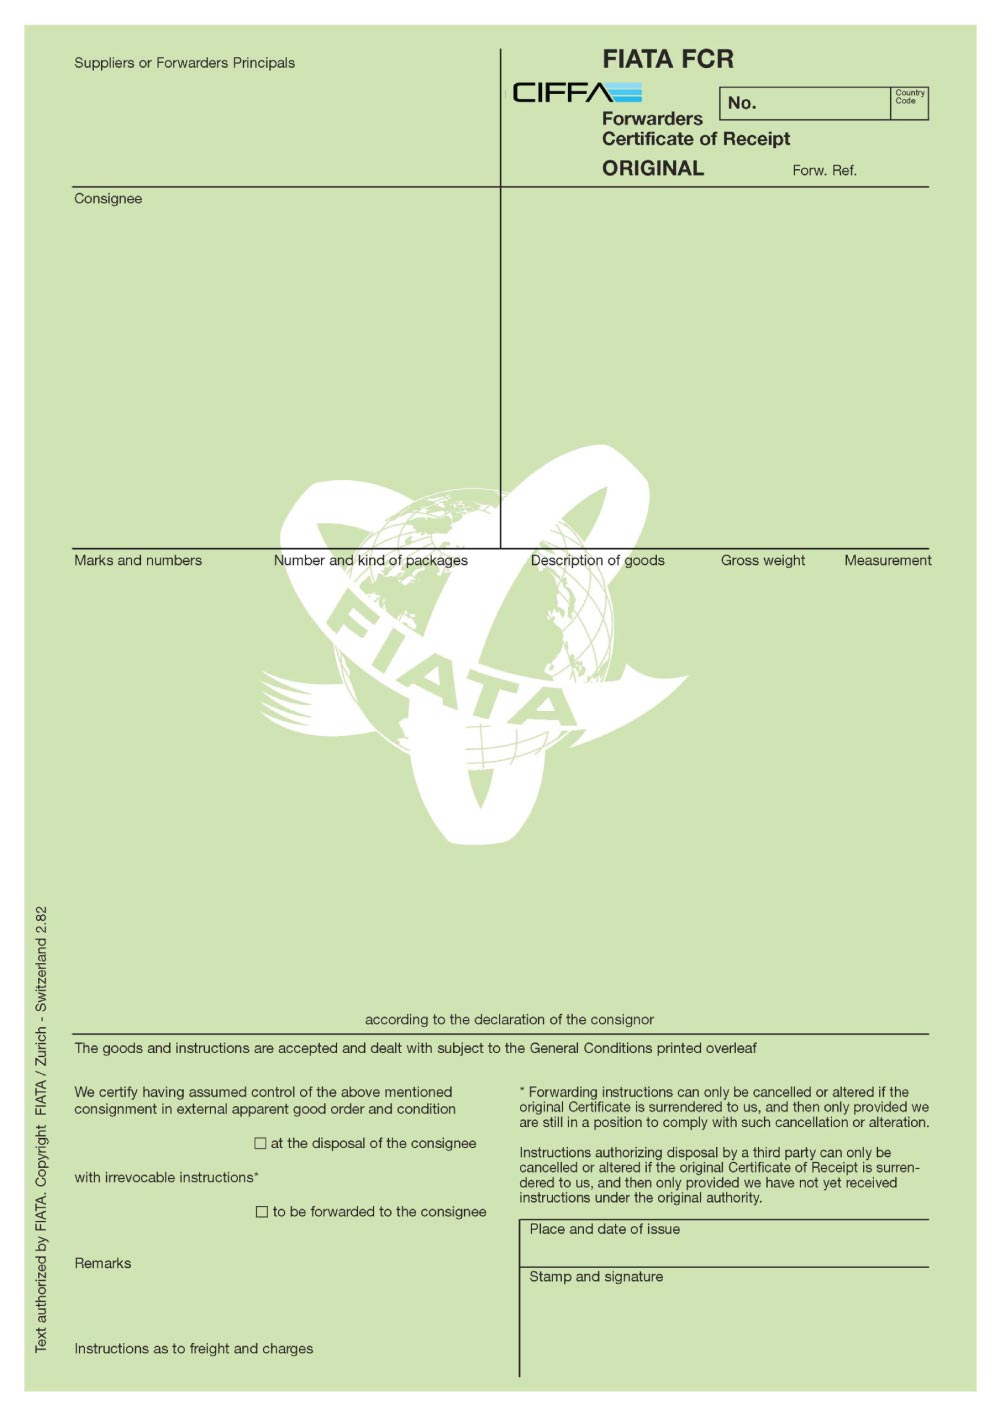 Suppliers or Forwarders Principals
FIATA FCR
CIFFA
No.
Country
Code
Forwarders
Certificate of Receipt
ORIGINAL
Forw. Ref.
Consignee
Marks and numbers
Number and kind of packages
Description of goods
Gross weight
Measurement
FIATA
according to the declaration of the consignor
The goods and instructions are accepted and dealt with subject to the General Conditions printed overleaf
We certify having assumed control of the above mentioned
consignment in external apparent good order and condition
at the disposal of the consignee
with irrevocable instructions*
to be forwarded to the consignee
Remarks
Instructions as to freight and charges
* Forwarding instructions can only be cancelled or altered if the
original Certificate is surrendered to us, and then only provided we
are still in a position to comply with such cancellation or alteration.
Instructions authorizing disposal by a third party can only be
cancelled or altered if the original Certificate of Receipt is surren-
dered to us, and then only provided we have not yet received
instructions under the original authority.
Place and date of issue
Stamp and signature
Text authorized by FIATA. Copyright FIATA / Zurich - Switzerland 2.82